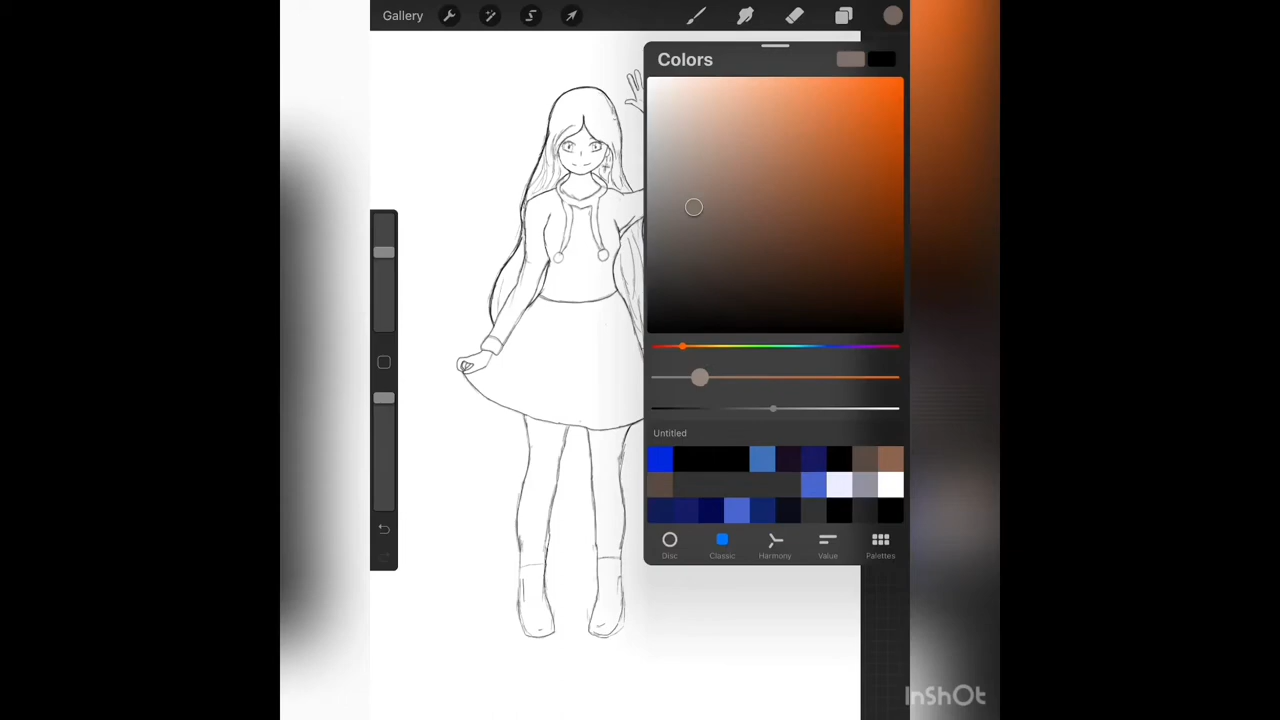 Gallery
Colors
Untitled
Disc
Classic
Harmony
Value
Palettes
InShOt